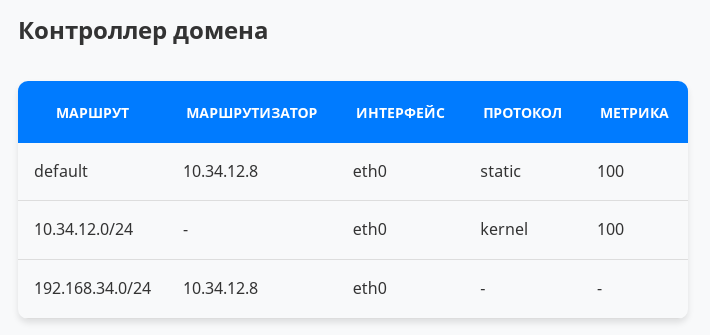 Контроллер домена
МАРШРУТ МАРШРУТИЗАТОР ИНТЕРФЕЙС ПРОТОКОЛ МЕТРИКА
default 10.34.12.8 eth0 static 100
10.34.12.0/24 - eth0 kernel 100
192.168.34.0/24 10.34.12.8 eth0 - -